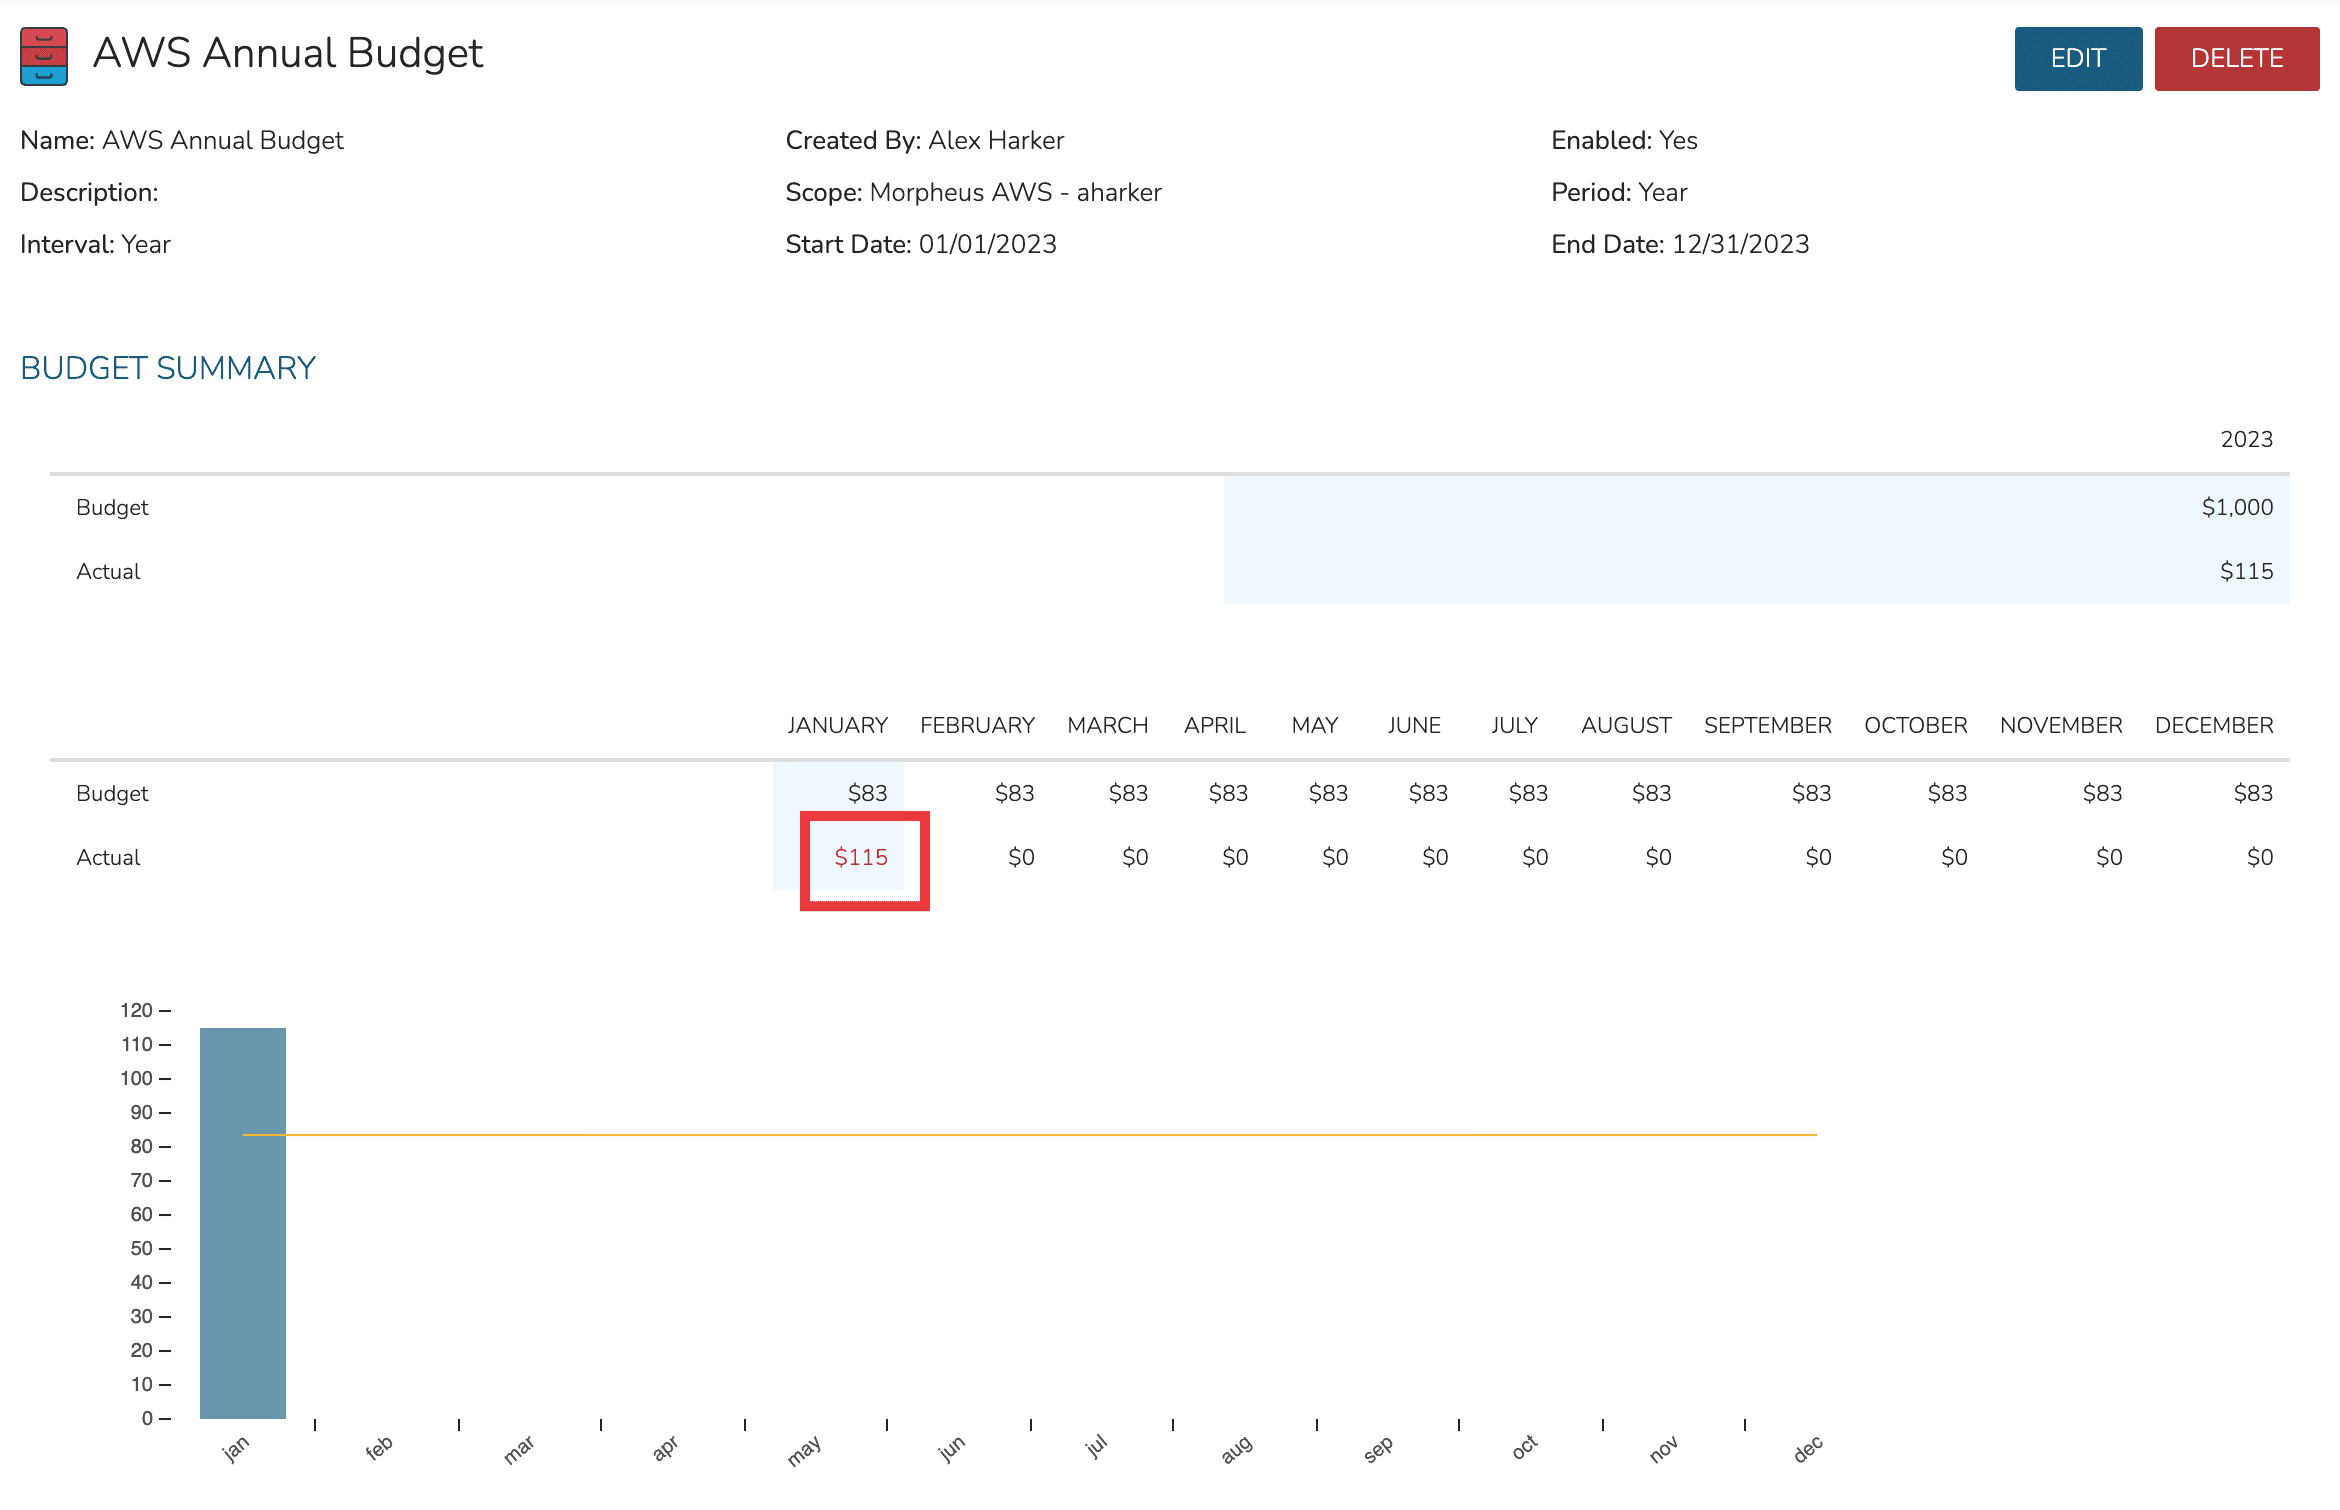 AWS Annual Budget
EDIT DELETE
Name: AWS Annual Budget Created By: Alex Harker Enabled: Yes
Description: Scope: Morpheus AWS - aharker Period: Year
Interval: Year Start Date: 01/01/2023 End Date: 12/31/2023
BUDGET SUMMARY
2023
Budget $1,000
Actual $115
JANUARY FEBRUARY MARCH APRIL MAY JUNE JULY AUGUST SEPTEMBER OCTOBER NOVEMBER DECEMBER
Budget $83 $83 $83 $83 $83 $83 $83 $83 $83 $83 $83 $83
Actual $115 $0 $0 $0 $0 $0 $0 $0 $0 $0 $0 $0
120
110
100
90
80
70
60
50
40
30
20
10
0
jan feb mar apr may jun jul aug sep oct nov dec